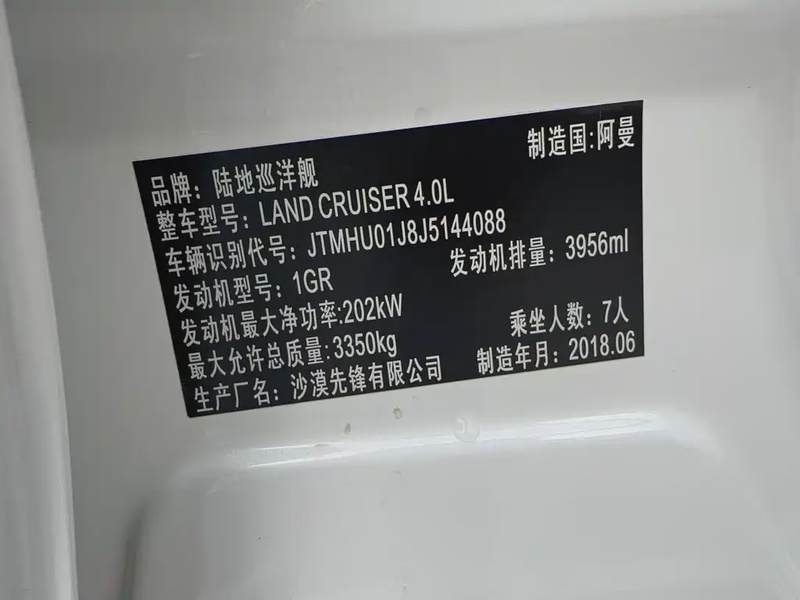 制造国:阿曼
品牌：陆地巡洋舰
整车型号：LAND CRUISER 4.0L
车辆识别代号：JTMHU01J8J5144088
发动机型号：1GR 发动机排量：3956ml
发动机最大净功率:202kW
最大允许总质量:3350kg 乘坐人数：7人
生产厂名：沙漠先锋有限公司 制造年月：2018.06